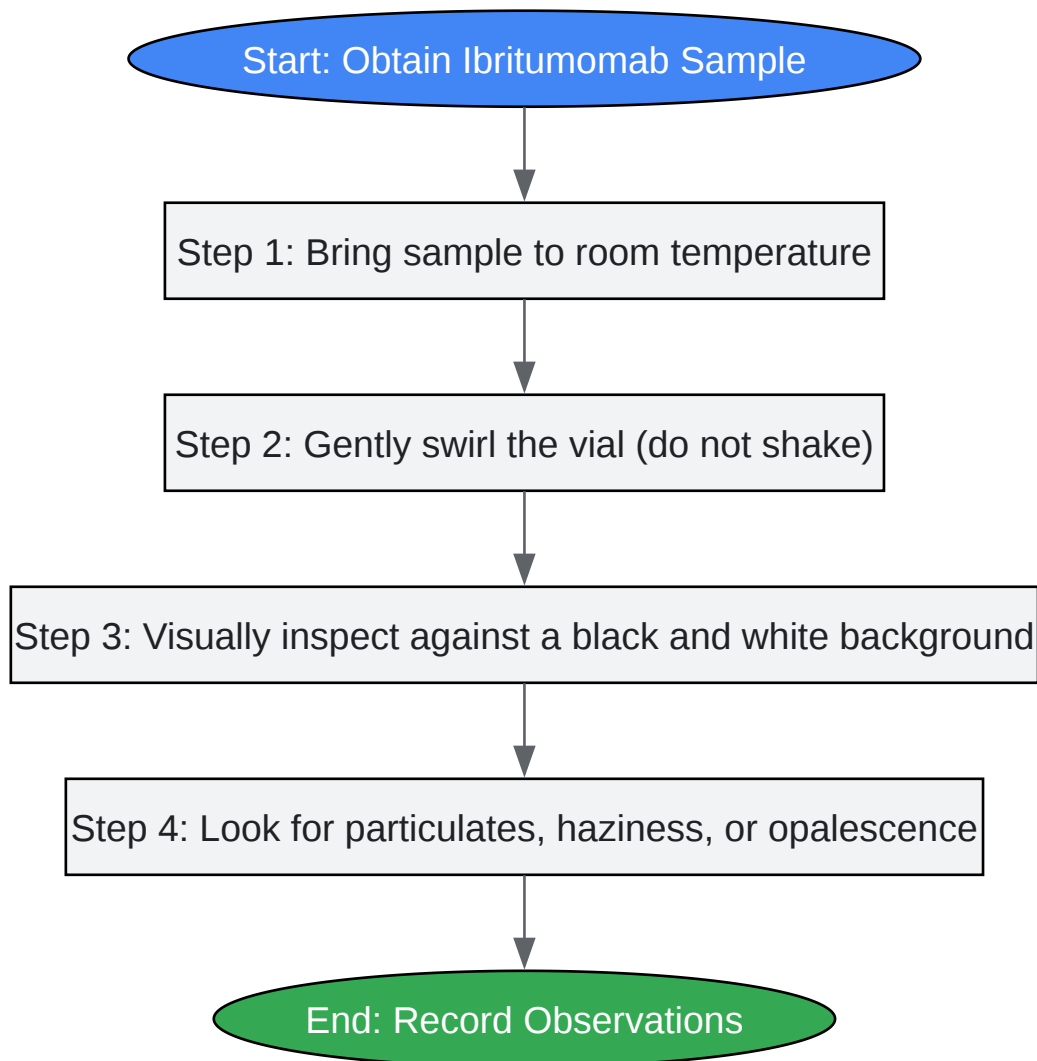 Start: Obtain Ibritumomab Sample
Step 1: Bring sample to room temperature
Step 2: Gently swirl the vial (do not shake)
Step 3: Visually inspect against a black and white background
Step 4: Look for particulates, haziness, or opalescence
End: Record Observations